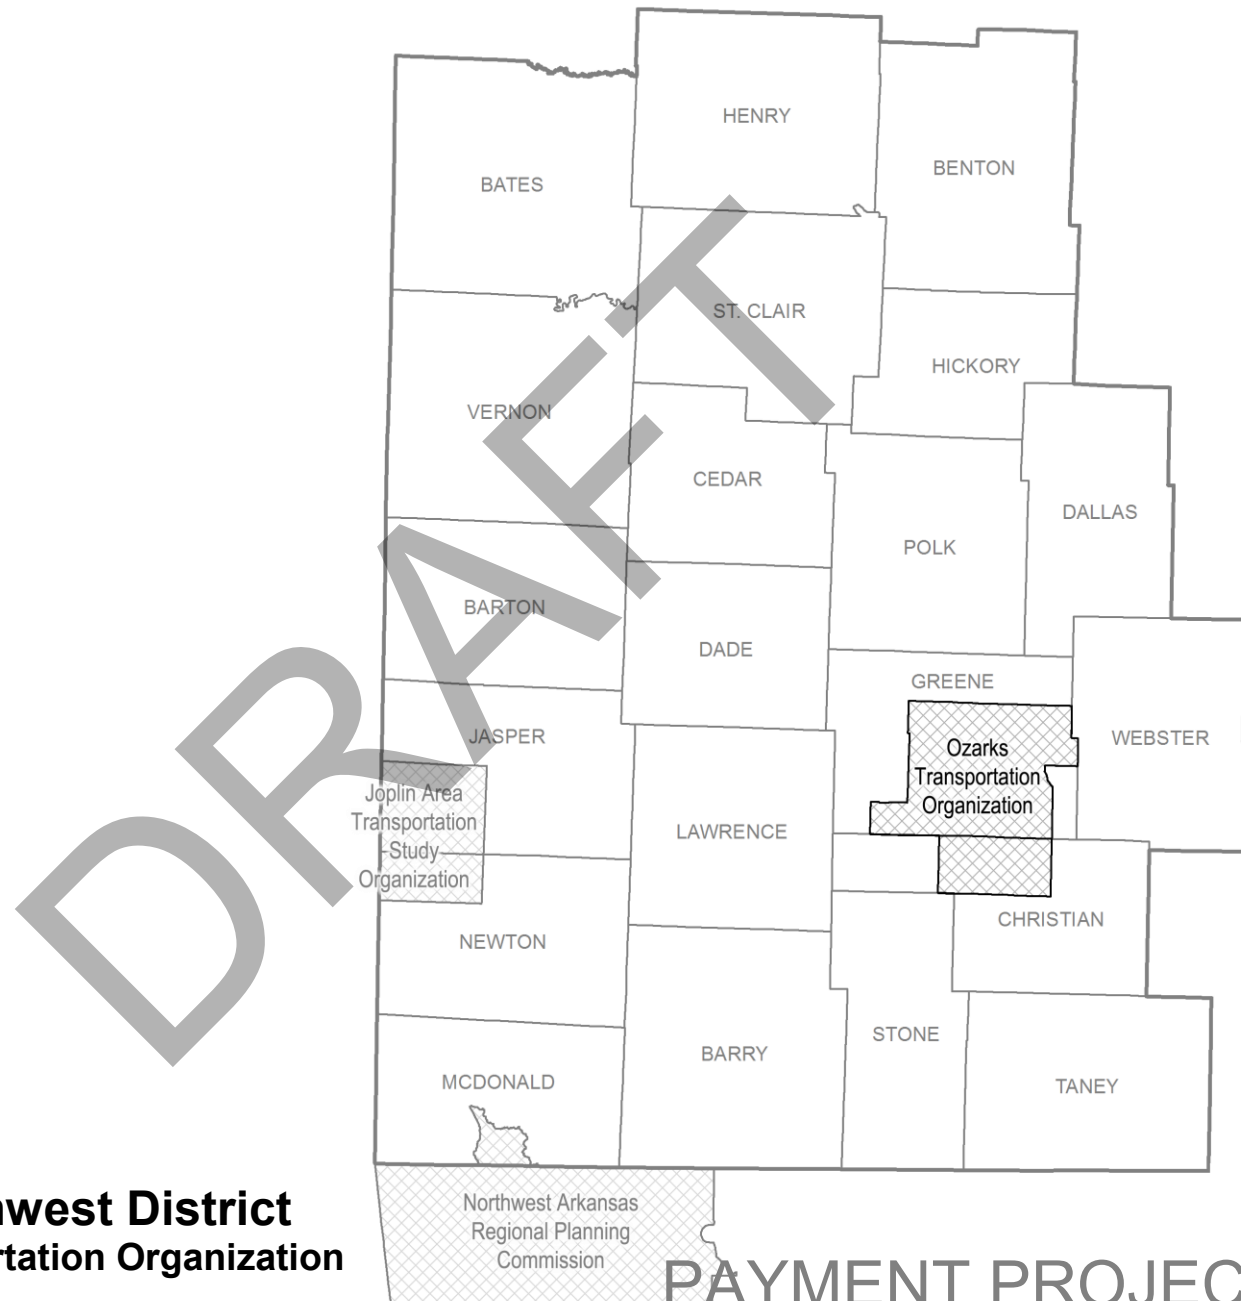 HENRY
BENTON
BATES
ST. CLAIR
HICKORY
VERNON
CEDAR
DALLAS
POLK
BARTON
DADE
GREENE
JASPER
WEBSTER
Ozarks
Transportation
Organization
Joplin Area
Transportation
Study
Organization
LAWRENCE
CHRISTIAN
NEWTON
STONE
BARRY
MCDONALD
TANEY
DRAFT
Northwest Arkansas
Regional Planning
Commission
west District
rtation Organization
PAYMENT PROJEC